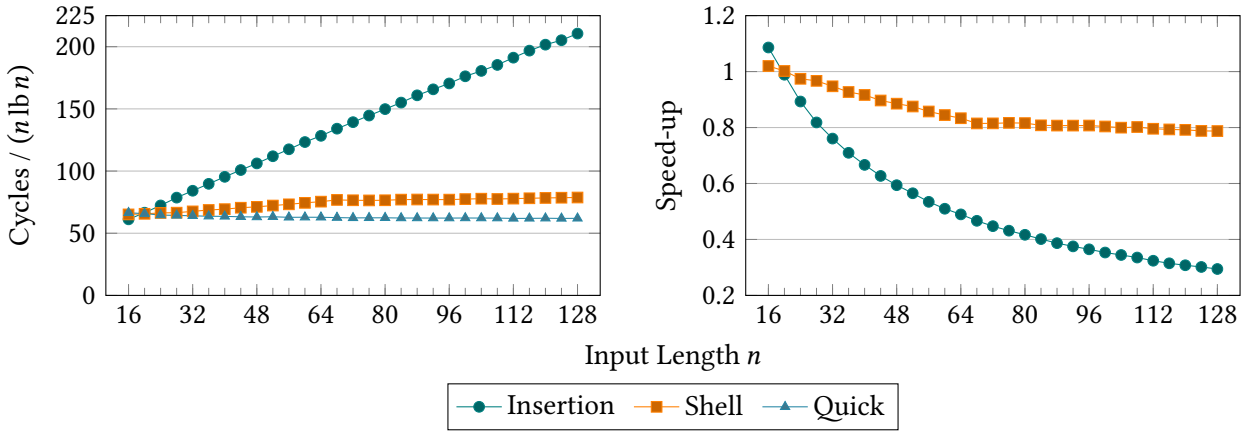 Cycles / (n lb n)
225
200
150
100
50
0
16 32 48 64 80 96 112 128
Speed-up
1.2
1
0.8
0.6
0.4
0.2
16 32 48 64 80 96 112 128
Input Length n
Insertion Shell Quick